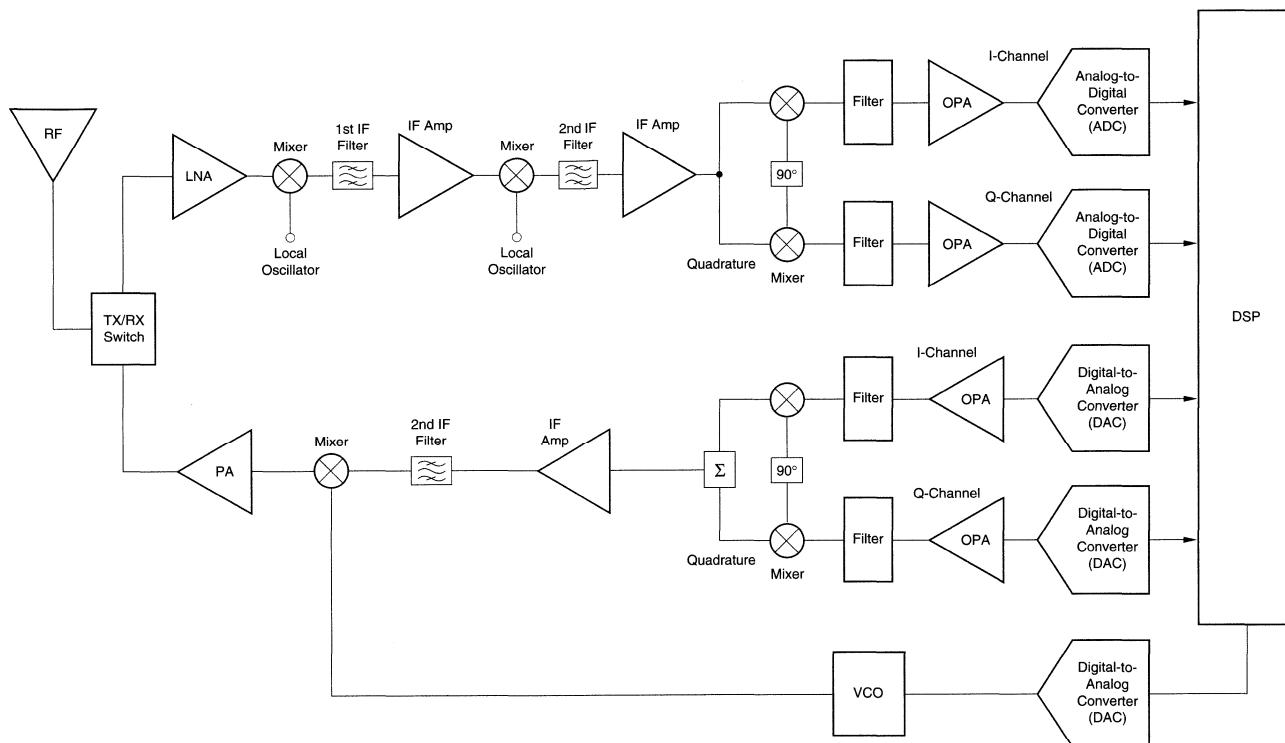 RF
TX/RX
Switch
LNA
Mixer
Local
Oscillator
1st IF
Filter
IF Amp
Mixer
Local
Oscillator
2nd IF
Filter
IF Amp
90°
Quadrature
Mixer
Filter
OPA
I-Channel
Analog-to-
Digital
Converter
(ADC)
Filter
OPA
Q-Channel
Analog-to-
Digital
Converter
(ADC)
DSP
PA
Mixer
2nd IF
Filter
IF
Amp
Σ
90°
Quadrature
Mixer
Filter
I-Channel
OPA
Digital-to-
Analog
Converter
(DAC)
Filter
Q-Channel
OPA
Digital-to-
Analog
Converter
(DAC)
VCO
Digital-to-
Analog
Converter
(DAC)